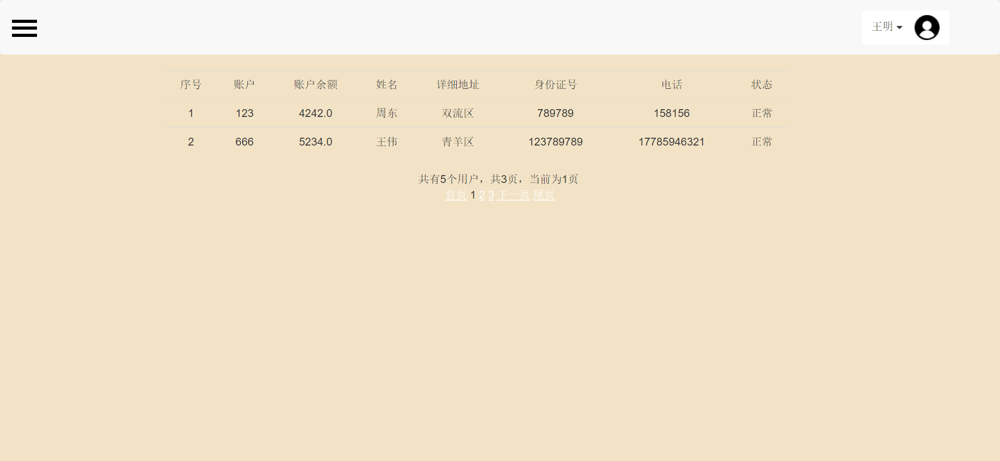 王明
序号 账户 账户余额 姓名 详细地址 身份证号 电话 状态
1 123 4242.0 周东 双流区 789789 158156 正常
2 666 5234.0 王伟 青羊区 123789789 17785946321 正常
共有5个用户，共3页，当前为1页
首页 1 2 3 下一页 尾页